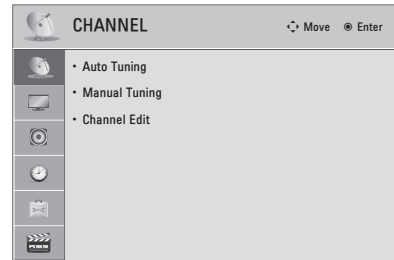 CHANNEL
Move Enter
• Auto Tuning
• Manual Tuning
• Channel Edit